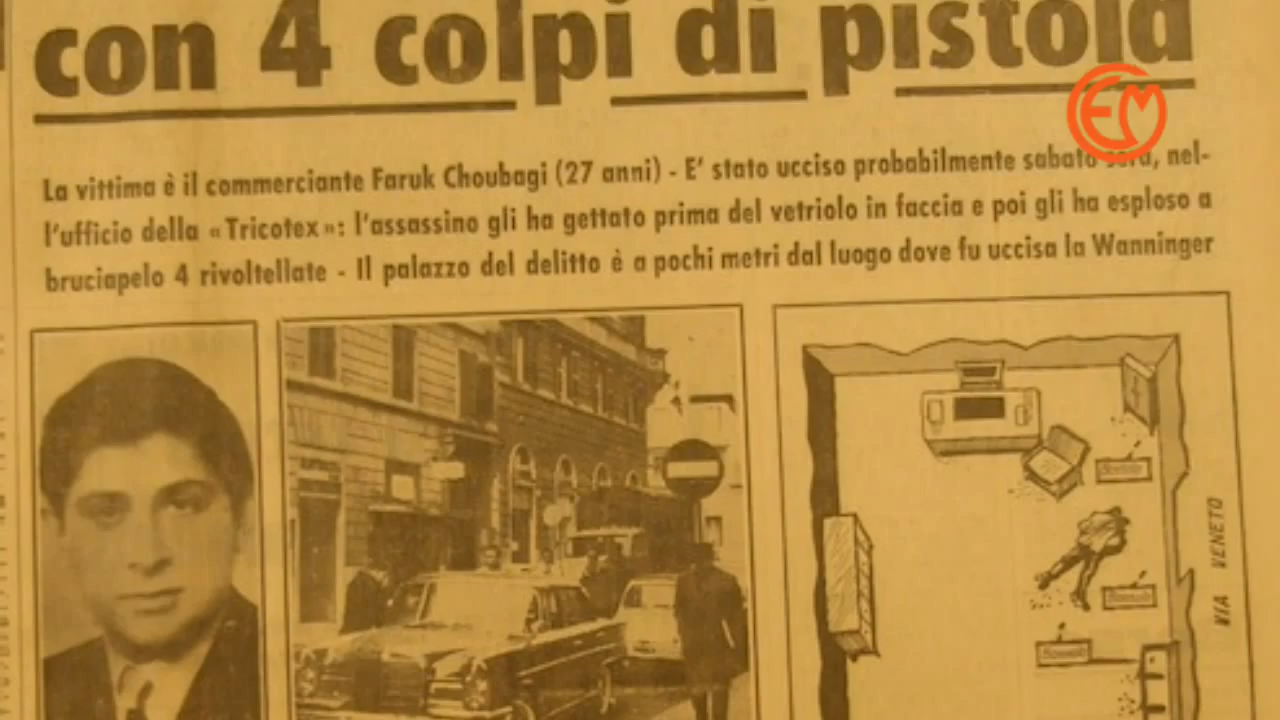 con 4 colpi di pistola
CEM
La vittima è il commerciante Faruk Choubagi (27 anni) - E' stato ucciso probabilmente sabato sera, nel-
l'ufficio della «Tricotex»: l'assassino gli ha gettato prima del vetriolo in faccia e poi gli ha esploso a
bruciapelo 4 rivoltellate - Il palazzo del delitto è a pochi metri dal luogo dove fu uccisa la Wanninger
VIA VENETO